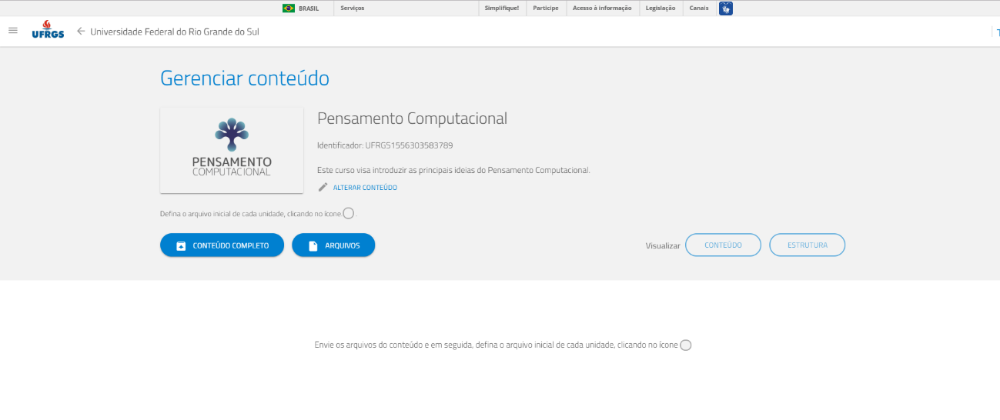 BRASIL Serviços Simplifique! Participe Acesso à informação Legislação Canais
UFRGS Universidade Federal do Rio Grande do Sul
Gerenciar conteúdo
PENSAMENTO
COMPUTACIONAL
Pensamento Computacional
Identificador: UFRGS1556303583789
Este curso visa introduzir as principais ideias do Pensamento Computacional.
ALTERAR CONTEÚDO
Defina o arquivo inicial de cada unidade, clicando no ícone. .
CONTEÚDO COMPLETO ARQUIVOS Visualizar CONTEÚDO ESTRUTURA
Envie os arquivos do conteúdo e em seguida, defina o arquivo inicial de cada unidade, clicando no ícone